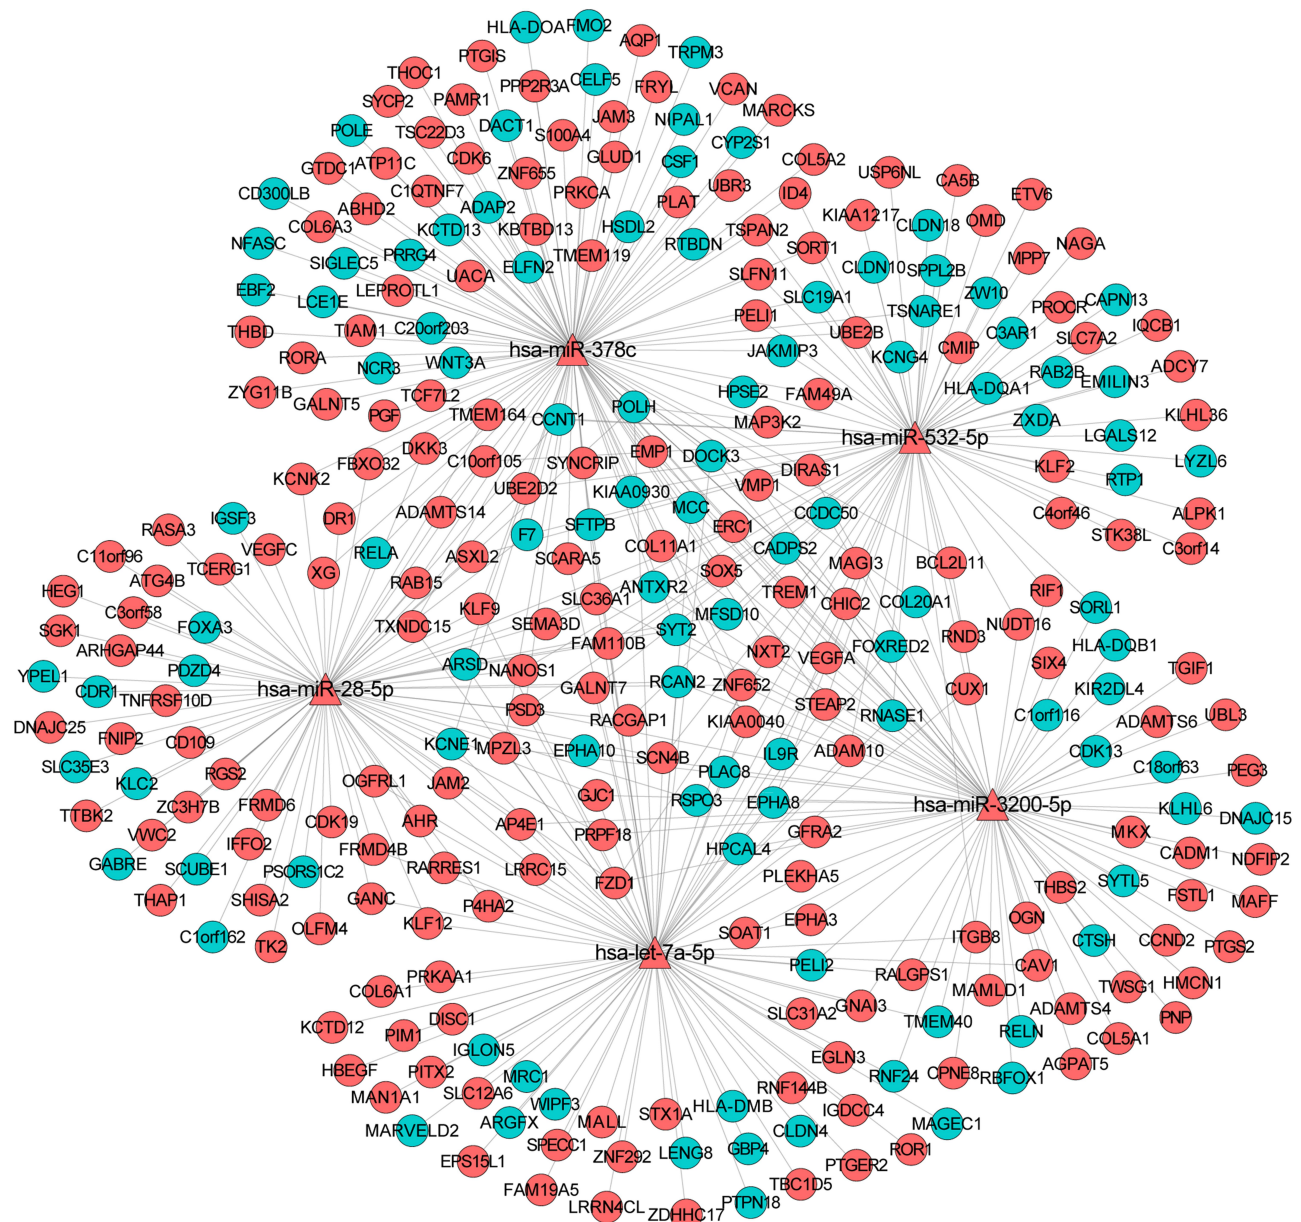 HLA-DOA
FMO2
AQP1
TRPM3
PTGIS
THOC1
PPP2R3A
CELF5
FRYL
VCAN
SYCP2
PAMR1
MARCKS
POLE
TSC22D3
DACT1
S100A4
JAM3
NIPAL1
CYP2S1
GTDC1
ATP11C
CDK6
ZNF655
GLUD1
CSF1
COL5A2
CD300LB
ABHD2
C1QTNF7
ADAP2
PRKCA
PLAT
UBR3
ID4
USP6NL
CA5B
ETV6
COL6A3
KCTD13
KBTBD13
HSDL2
RTBDN
TSPAN2
KIAA1217
CLDN18
OMD
NFASC
SIGLEC5
PRRG4
UACA
ELFN2
TMEM119
SORT1
MPP7
NAGA
EBF2
LCE1E
LEPROTL1
SLFN11
CLDN10
SPPL2B
ZW10
SLC19A1
TSNARE1
PROCR
CAPN13
THBD
TIAM1
C20orf203
PELI1
UBE2B
C3AR1
SLC7A2
IQCB1
RORA
NCR3
WNT3A
hsa-miR-378c
JAKMIP3
KCNG4
CMIP
RAB2B
EMILIN3
ADCY7
ZYG11B
GALNT5
PGF
TCF7L2
HPSE2
FAM49A
HLA-DQA1
TMEM164
CCNT1
POLH
MAP3K2
hsa-miR-532-5p
ZXDA
KLHL36
LGALS12
LYZL6
KCNK2
FBXO32
DKK3
C10orf105
SYNCRIP
EMP1
DOCK3
DIRAS1
KLF2
RTP1
UBE2D2
KIAA0930
VMP1
IGSF3
DR1
ADAMTS14
MCC
CCDC50
C4orf46
ALPK1
RASA3
VEGFC
RELA
F7
SFTPB
ERC1
STK38L
C3orf14
C11orf96
TCERG1
XG
ASXL2
SCARA5
COL11A1
CADPS2
MAGI3
BCL2L11
HEG1
ATG4B
RAB15
SOX5
TREM1
RIF1
C3orf58
FOXA3
TXNDC15
KLF9
SLC36A1
ANTXR2
MFSD10
CHIC2
COL20A1
NUDT16
SORL1
SGK1
ARHGAP44
SEMA3D
SYT2
FOXRED2
RND3
HLA-DQB1
YPEL1
PDZD4
ARSD
NANOS1
FAM110B
NXT2
VEGFA
SIX4
TGIF1
CDR1
TNFRSF10D
hsa-miR-28-5p
GALNT7
RCAN2
ZNF652
CUX1
KIR2DL4
DNAJC25
FNIP2
CD109
PSD3
RACGAP1
KIAA0040
STEAP2
RNASE1
C1orf116
ADAMTS6
UBL3
SLC35E3
KLC2
RGS2
KCNE1
MPZL3
EPHA10
SCN4B
IL9R
ADAM10
CDK13
C18orf63
PEG3
TTBK2
ZC3H7B
OGFRL1
JAM2
GJC1
PLAC8
RSPO3
EPHA8
hsa-miR-3200-5p
KLHL6
DNAJC15
VWC2
FRMD6
CDK19
AHR
AP4E1
PRPF18
GFRA2
MKX
GABRE
IFFO2
FRMD4B
HPCAL4
CADM1
NDFIP2
SCUBE1
PSORS1C2
RARRES1
LRRC15
FZD1
PLEKHA5
THBS2
SYTL5
FSTL1
MAFF
THAP1
SHISA2
GANC
P4HA2
EPHA3
OGN
C1orf162
TK2
OLFM4
KLF12
SOAT1
ITGB8
CTSH
CCND2
PTGS2
hsa-let-7a-5p
PELI2
RALGPS1
CAV1
PRKAA1
COL6A1
MAMLD1
TWSG1
HMCN1
KCTD12
DISC1
SLC31A2
GNAI3
TMEM40
ADAMTS4
PNP
PIM1
IGLON5
RELN
COL5A1
HBEGF
PITX2
MRC1
EGLN3
RNF24
CPNE8
RBFOX1
AGPAT5
MAN1A1
SLC12A6
WIPF3
STX1A
HLA-DMB
RNF144B
IGDCC4
MARVELD2
ARGFX
MALL
CLDN4
MAGEC1
EPS15L1
SPECC1
ZNF292
LENG8
GBP4
PTGER2
ROR1
FAM19A5
LRRN4CL
ZDHHC17
PTPN18
TBC1D5